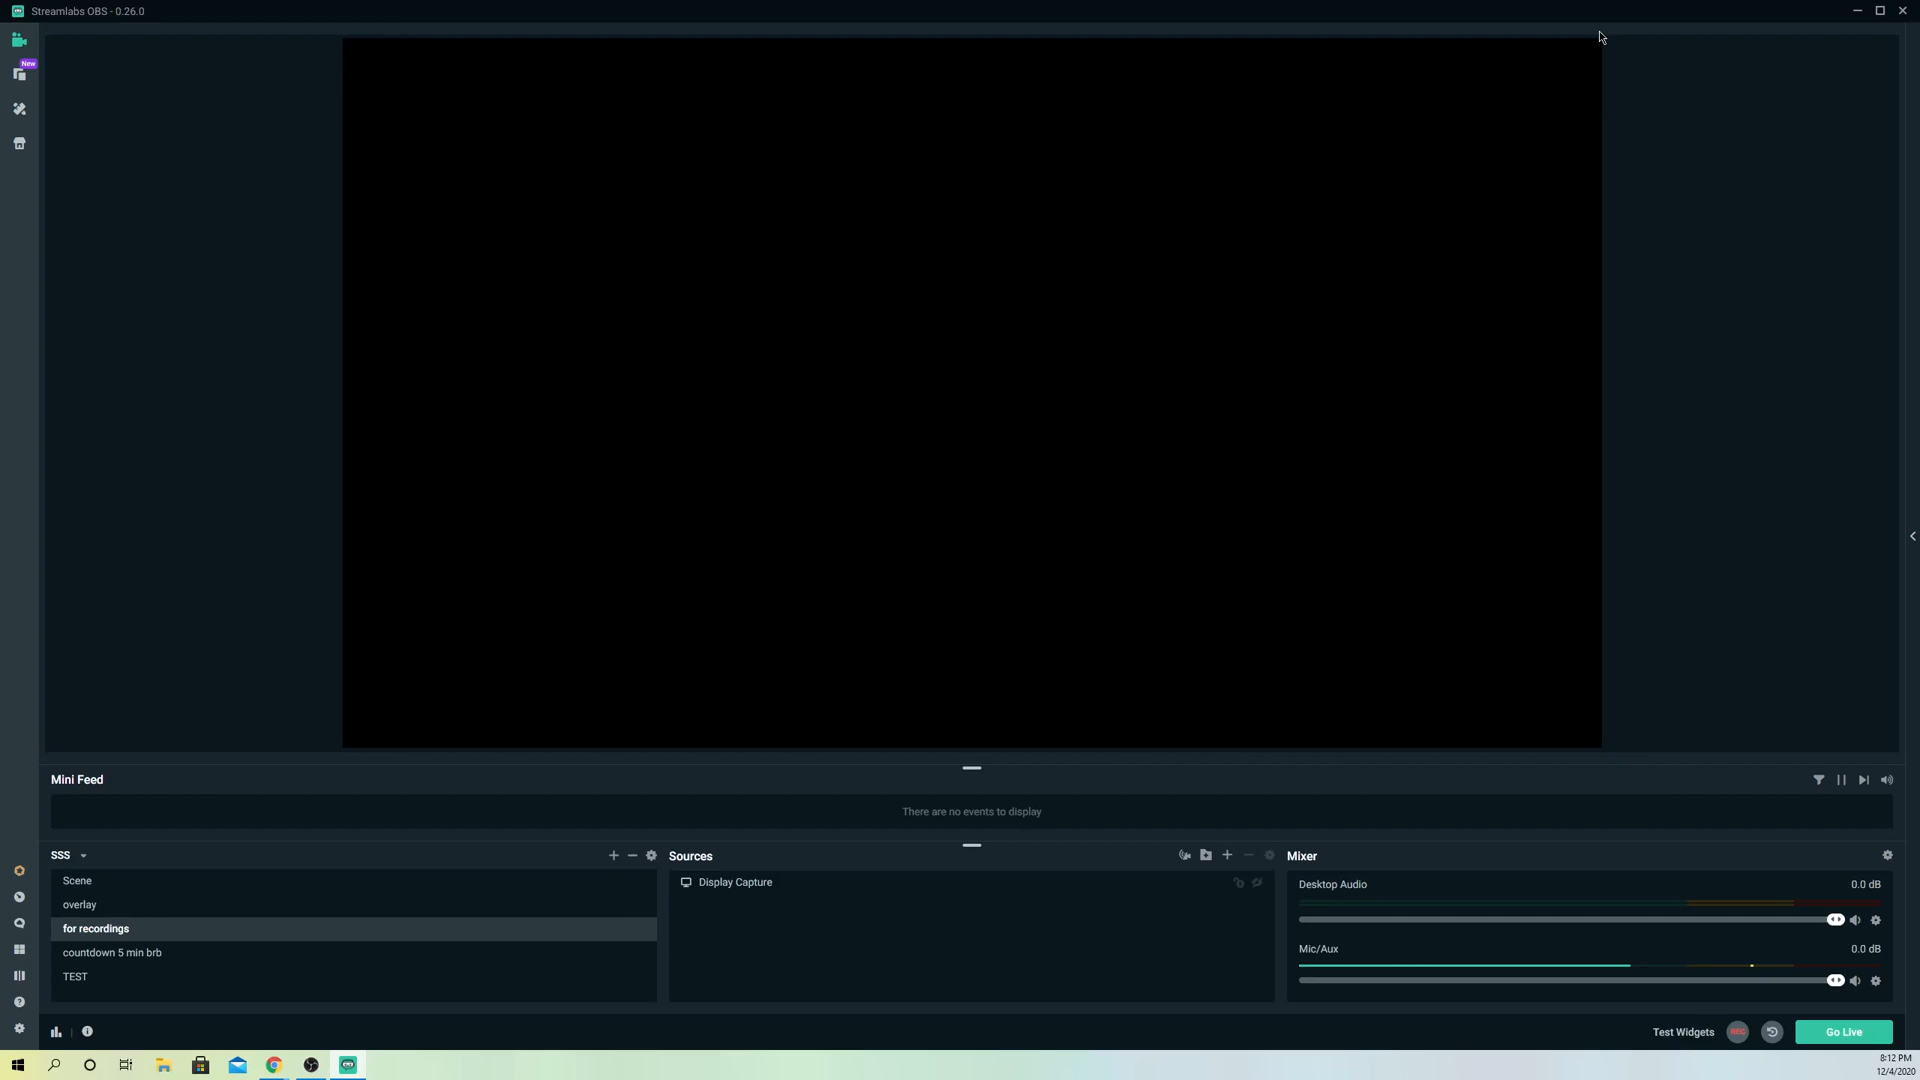 Streamlabs OBS - 0.26.0
New
Mini Feed
There are no events to display
SSS
Scene
overlay
for recordings
countdown 5 min brb
TEST
Sources
Display Capture
Mixer
Desktop Audio
0.0 dB
Mic/Aux
0.0 dB
Test Widgets
REC
Go Live
8:12 PM
12/4/2020